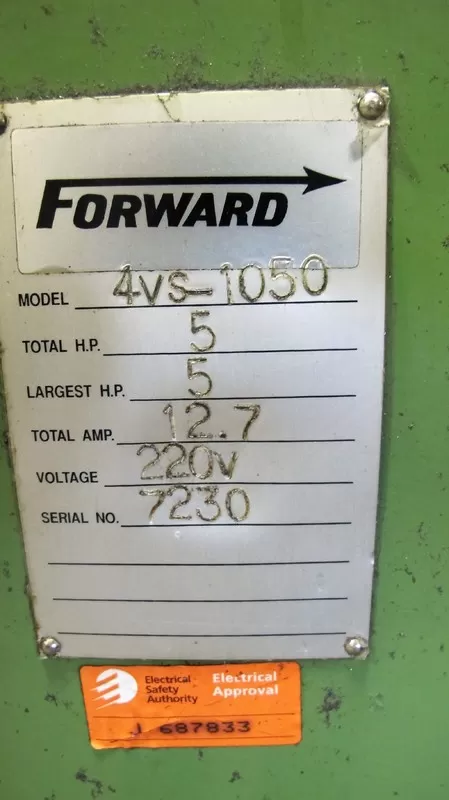 FORWARD
MODEL 4VS-1050
TOTAL H.P. 5
LARGEST H.P. 5
TOTAL AMP. 12.7
VOLTAGE 220V
SERIAL NO. 7230
Electrical Safety Authority
Electrical Approval
J 687833